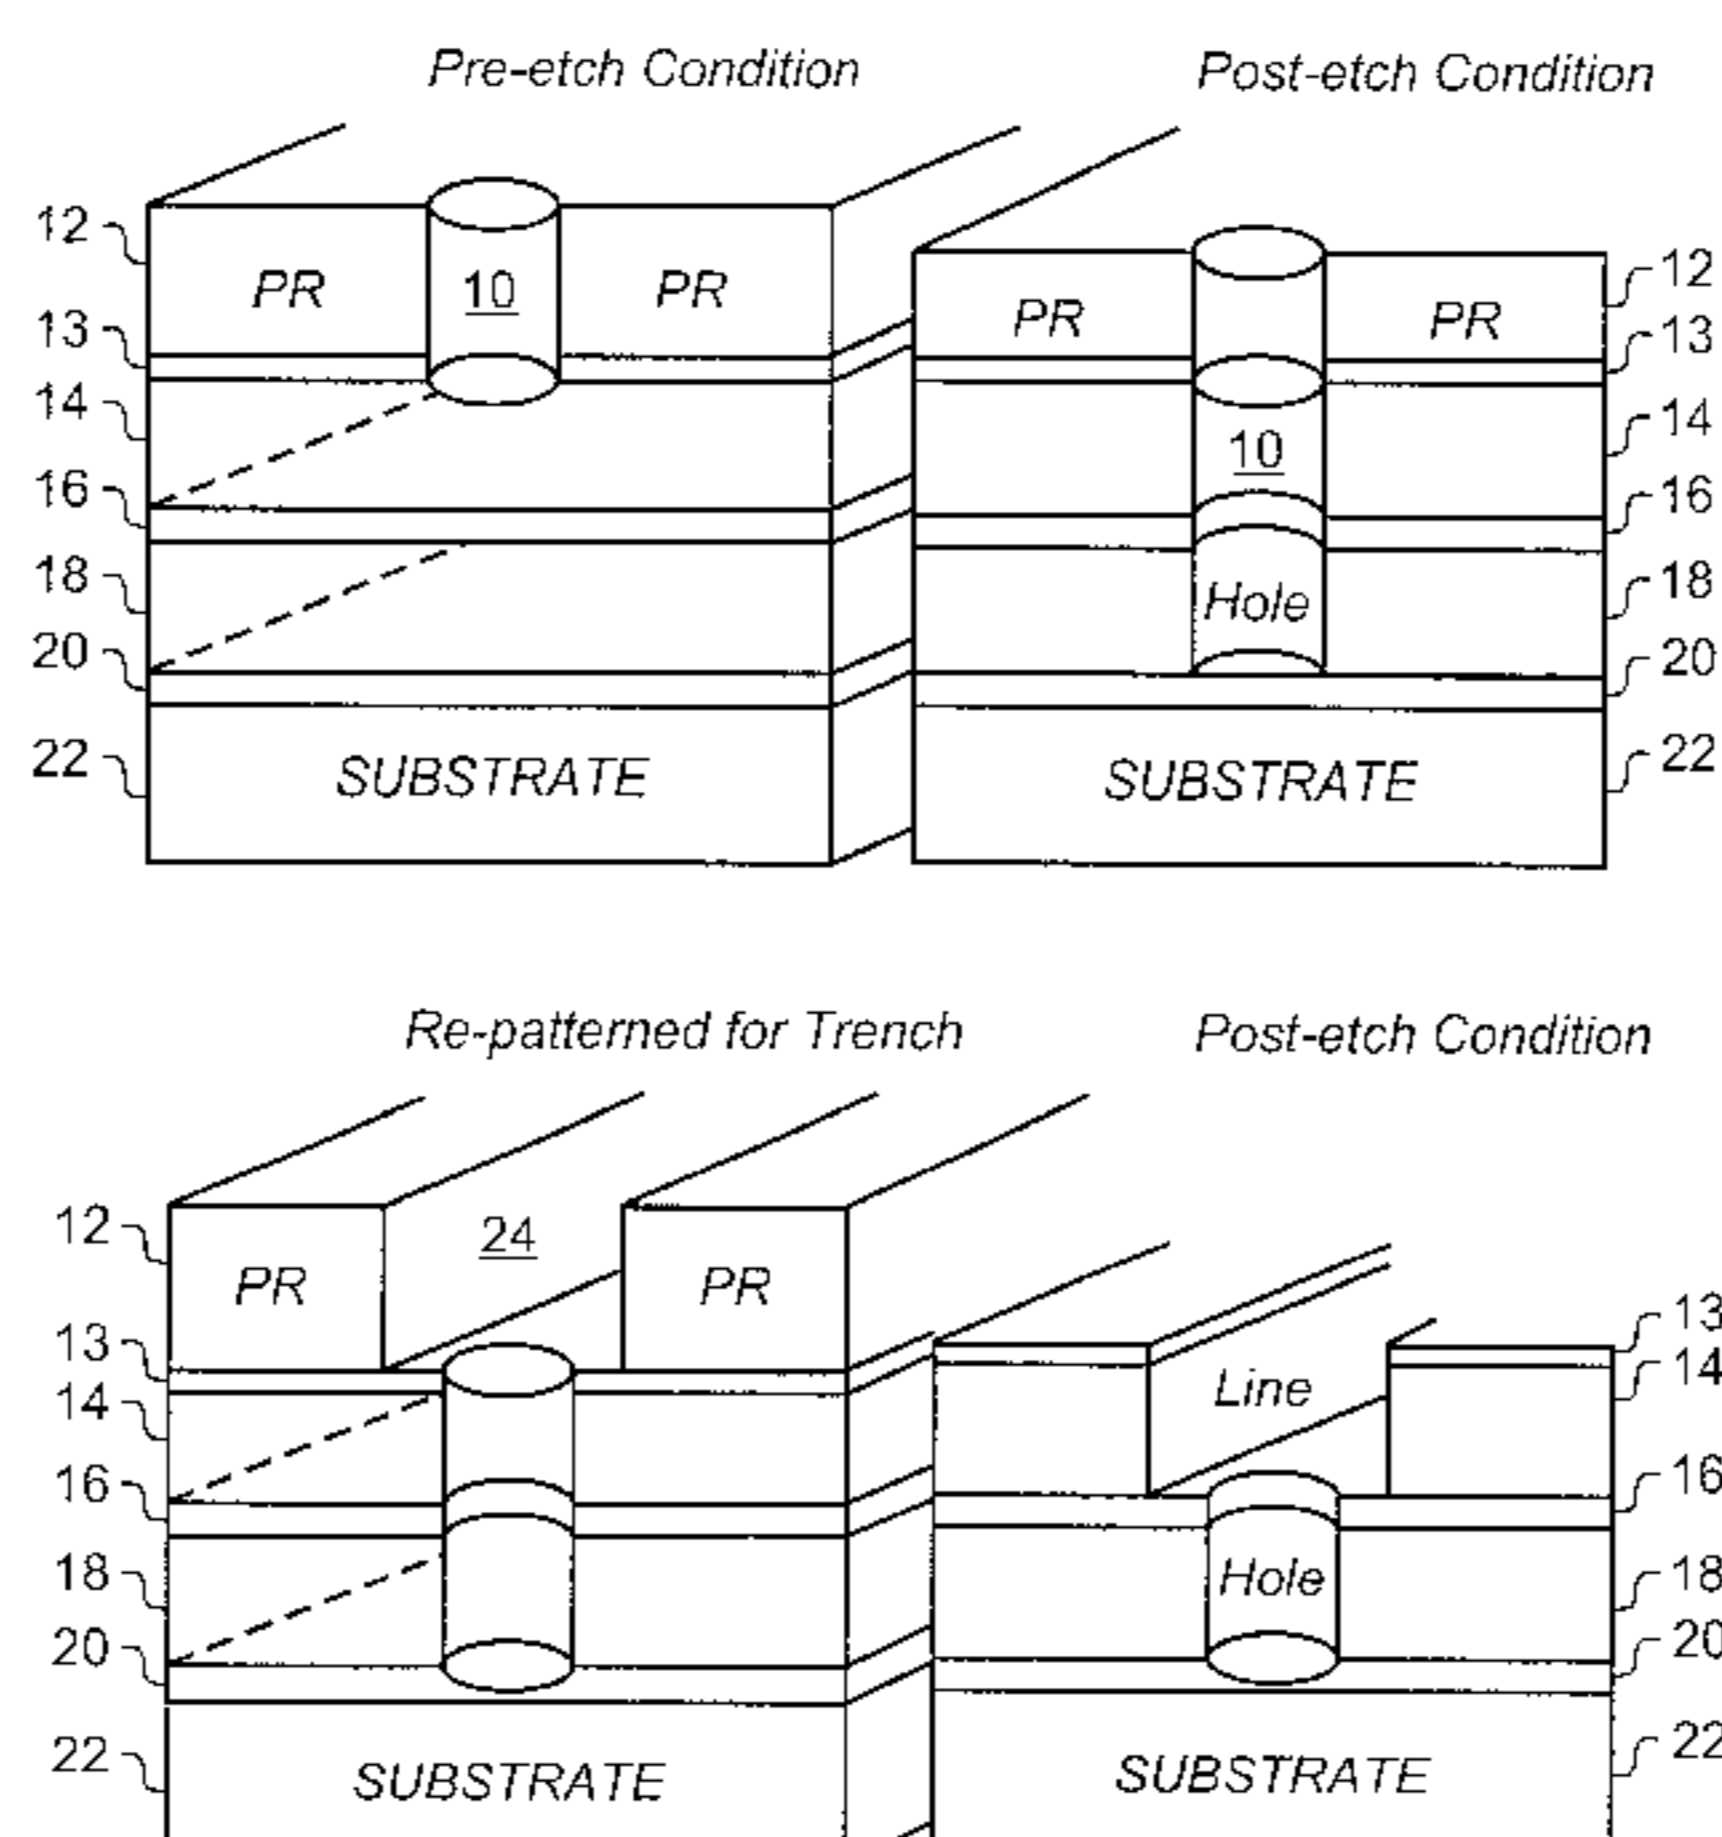 Pre-etch Condition
Post-etch Condition
12
PR
10
PR
13
14
16
18
20
22
SUBSTRATE
12
PR
PR
13
14
10
16
18
Hole
20
22
SUBSTRATE
Re-patterned for Trench
Post-etch Condition
12
PR
24
PR
13
14
16
18
20
22
SUBSTRATE
13
14
Line
16
18
Hole
20
22
SUBSTRATE